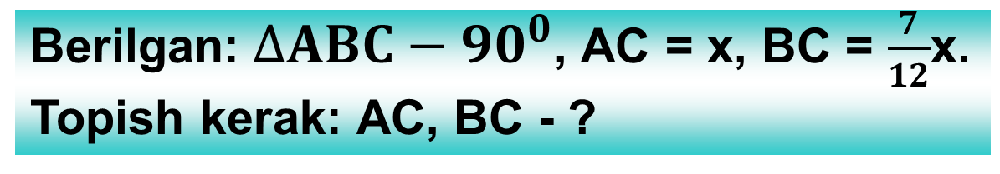 Berilgan: ΔABC − 90⁰, AC = x, BC = 7/12x.
Topish kerak: AC, BC - ?